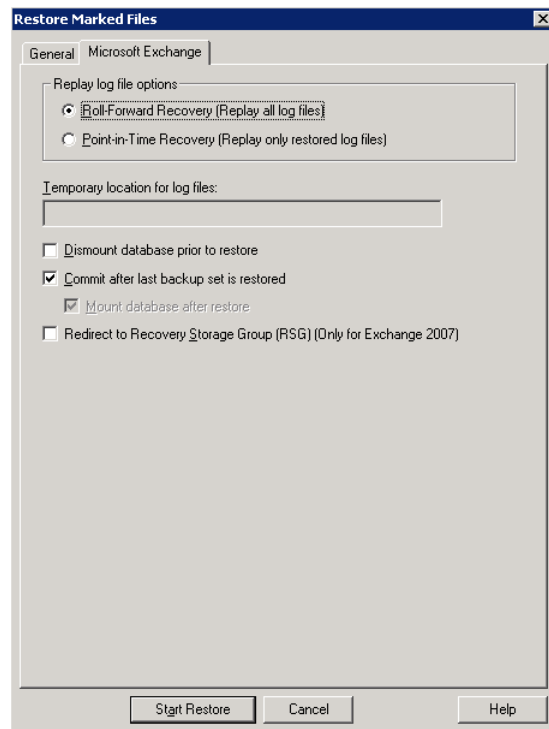 Restore Marked Files
General
Microsoft Exchange
Replay log file options
Roll-Forward Recovery (Replay all log files)
Point-in-Time Recovery (Replay only restored log files)
Temporary location for log files:
Dismount database prior to restore
Commit after last backup set is restored
Mount database after restore
Redirect to Recovery Storage Group (RSG) (Only for Exchange 2007)
Start Restore
Cancel
Help